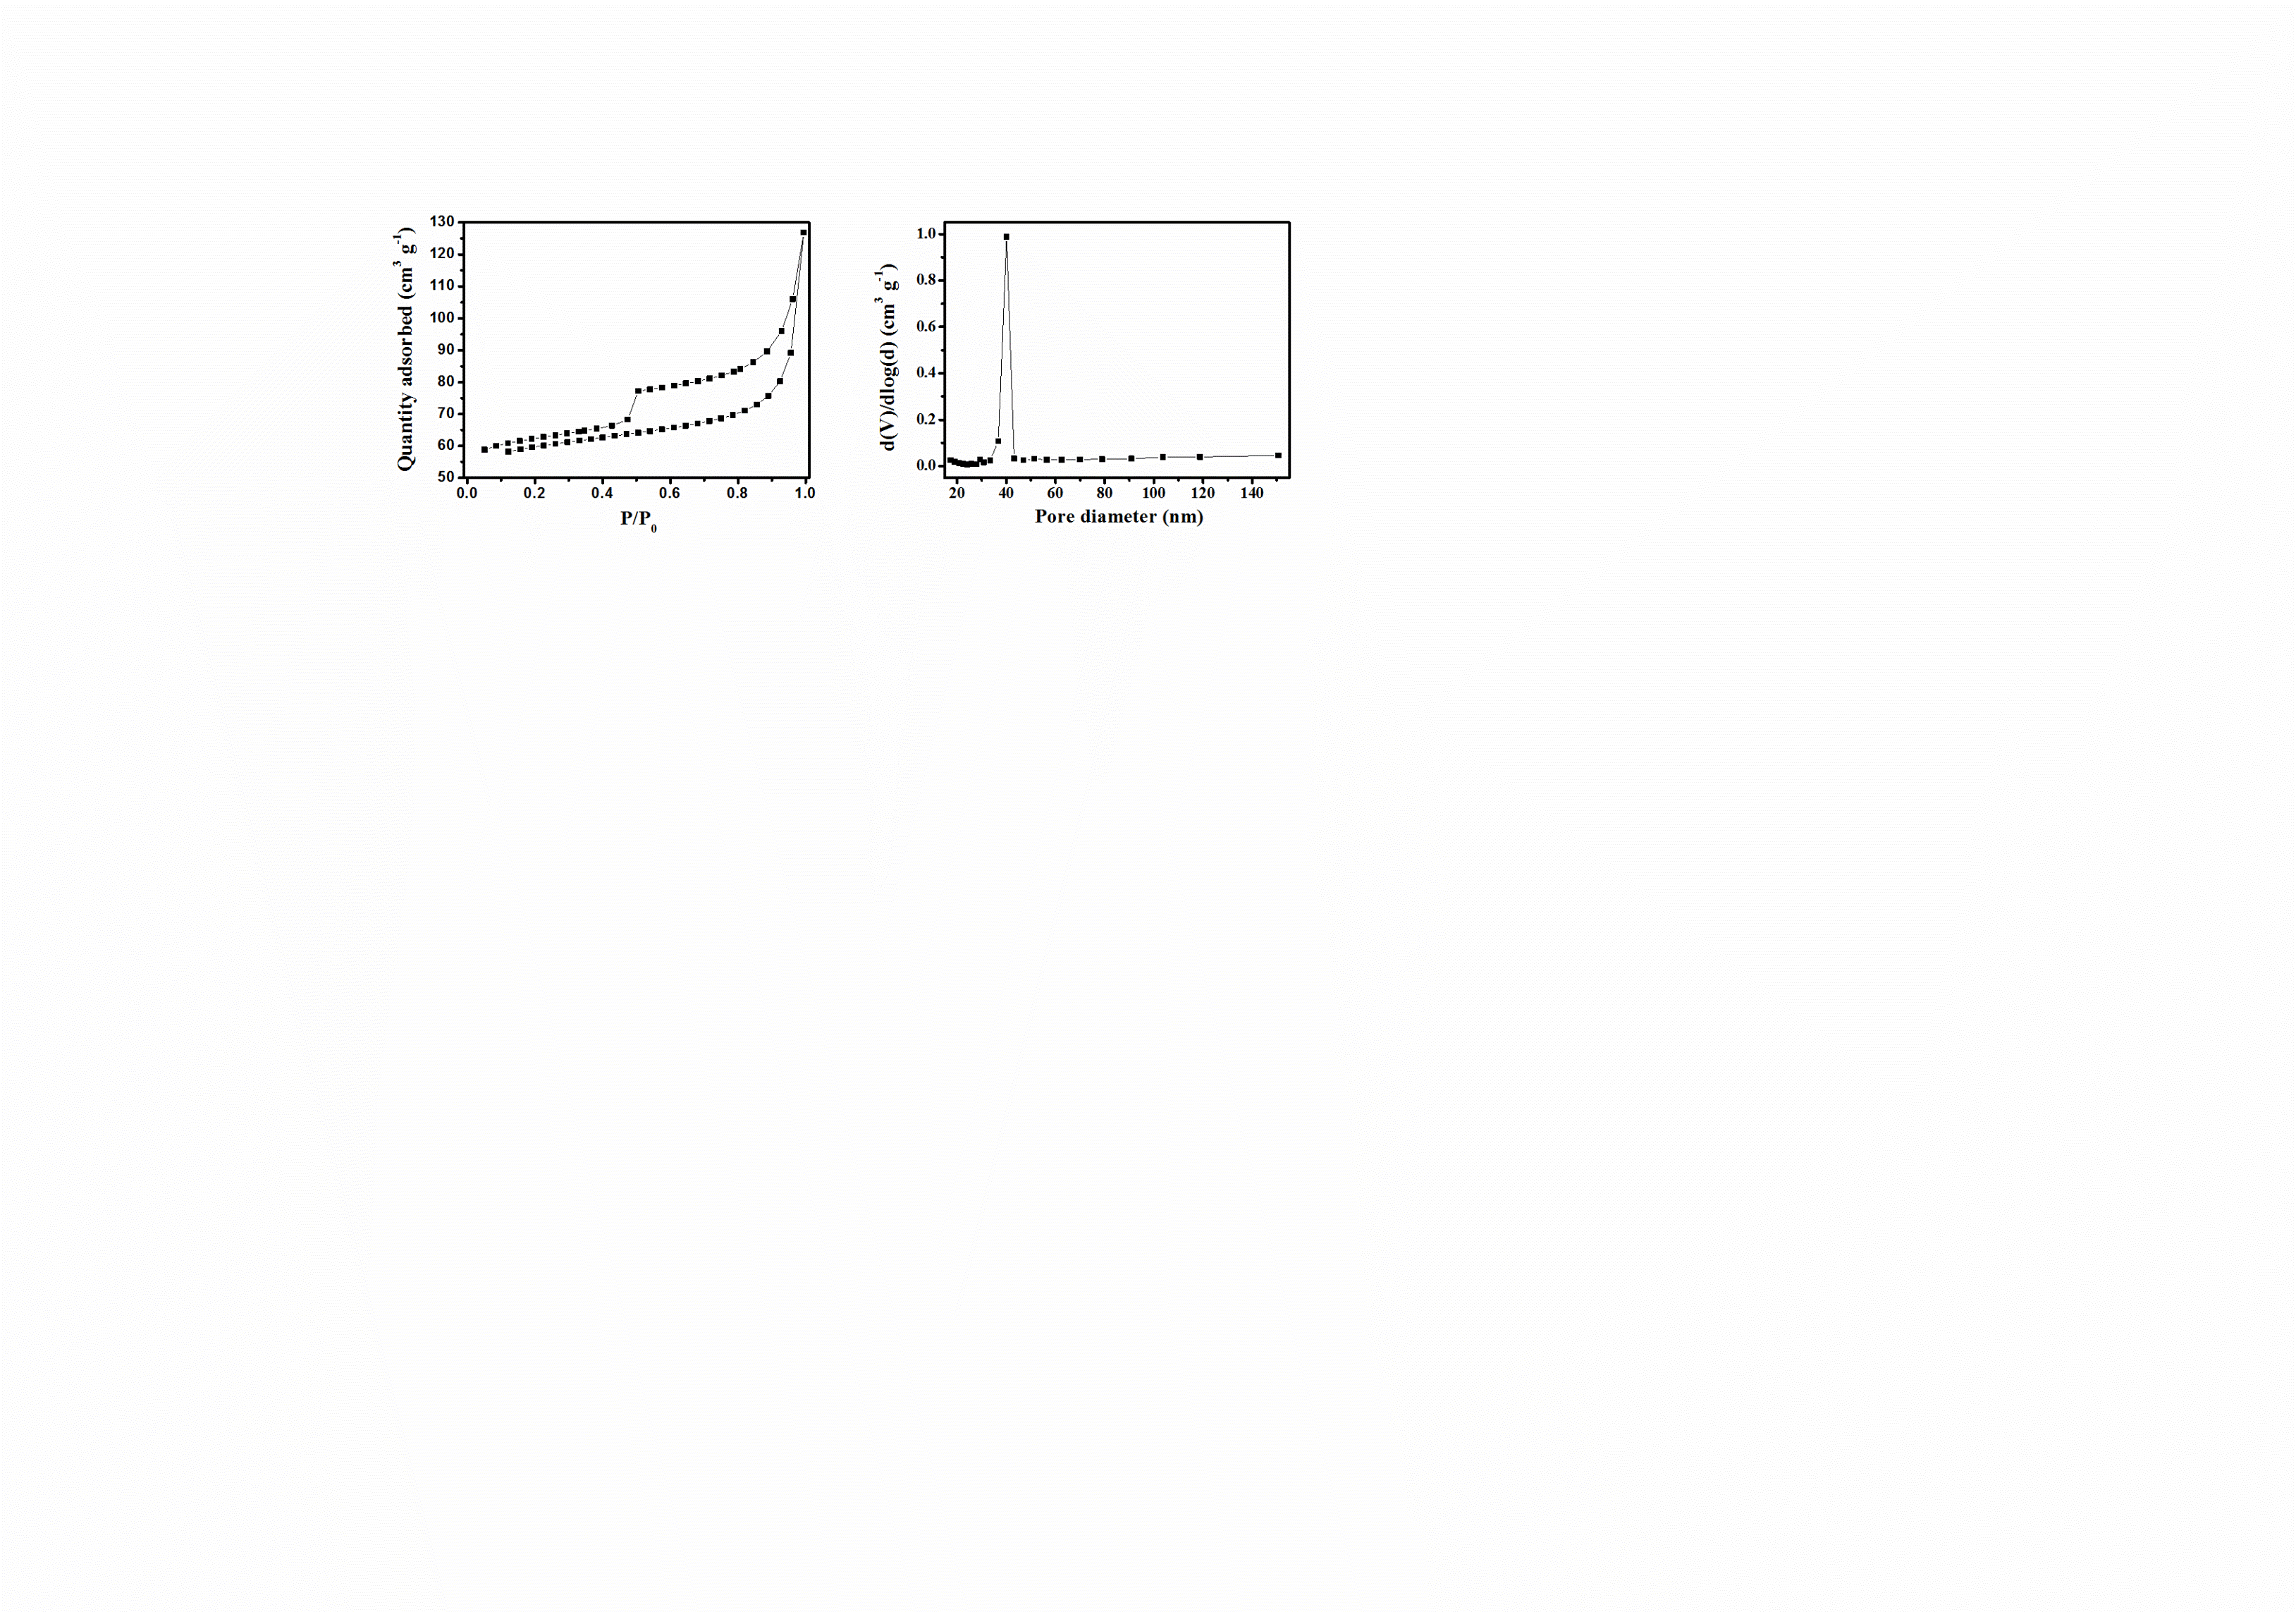 130
120
110
100
90
80
70
60
50
Quantity adsorbed (cm³ g⁻¹)
0.0 0.2 0.4 0.6 0.8 1.0
P/P₀
1.0
0.8
0.6
0.4
0.2
0.0
d(V)/dlog(d) (cm³ g⁻¹)
20 40 60 80 100 120 140
Pore diameter (nm)